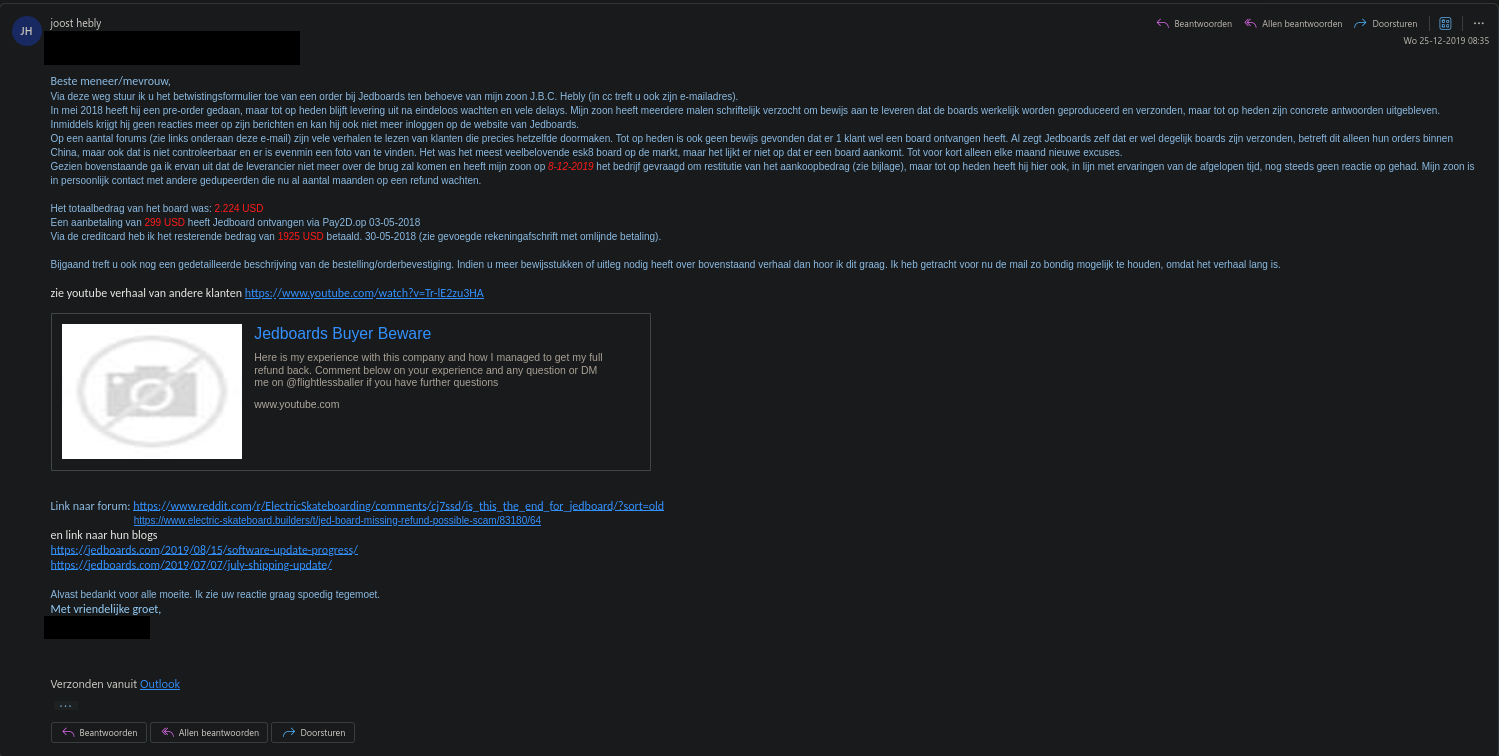 JH
joost hebly
Beantwoorden Allen beantwoorden Doorsturen
Wo 25-12-2019 08:35
Beste meneer/mevrouw,
Via deze weg stuur ik u het betwistingsformulier toe van een order bij Jedboards ten behoeve van mijn zoon J.B.C. Hebly (in cc treft u ook zijn e-mailadres).
In mei 2018 heeft hij een pre-order gedaan, maar tot op heden blijft levering uit na eindeloos wachten en vele delays. Mijn zoon heeft meerdere malen schriftelijk verzocht om bewijs aan te leveren dat de boards werkelijk worden geproduceerd en verzonden, maar tot op heden zijn concrete antwoorden uitgebleven.
Inmiddels krijgt hij geen reacties meer op zijn berichten en kan hij ook niet meer inloggen op de website van Jedboards.
Op een aantal forums (zie links onderaan deze e-mail) zijn vele verhalen te lezen van klanten die precies hetzelfde doormaken. Tot op heden is ook geen bewijs gevonden dat er 1 klant wel een board ontvangen heeft. Al zegt Jedboards zelf dat er wel degelijk boards zijn verzonden, betreft dit alleen hun orders binnen
China, maar ook dat is niet controleerbaar en er is evenmin een foto van te vinden. Het was het meest veelbelovende esk8 board op de markt, maar het lijkt er niet op dat er een board aankomt. Tot voor kort alleen elke maand nieuwe excuses.
Gezien bovenstaande ga ik ervan uit dat de leverancier niet meer over de brug zal komen en heeft mijn zoon op 8-12-2019 het bedrijf gevraagd om restitutie van het aankoopbedrag (zie bijlage), maar tot op heden heeft hij hier ook, in lijn met ervaringen van de afgelopen tijd, nog steeds geen reactie op gehad. Mijn zoon is
in persoonlijk contact met andere gedupeerden die nu al aantal maanden op een refund wachten.
Het totaalbedrag van het board was: 2.224 USD
Een aanbetaling van 299 USD heeft Jedboard ontvangen via Pay2D.op 03-05-2018
Via de creditcard heb ik het resterende bedrag van 1925 USD betaald. 30-05-2018 (zie gevoegde rekeningafschrift met omlijnde betaling).
Bijgaand treft u ook nog een gedetailleerde beschrijving van de bestelling/orderbevestiging. Indien u meer bewijsstukken of uitleg nodig heeft over bovenstaand verhaal dan hoor ik dit graag. Ik heb getracht voor nu de mail zo bondig mogelijk te houden, omdat het verhaal lang is.
zie youtube verhaal van andere klanten https://www.youtube.com/watch?v=Tr-lE2zu3HA
Jedboards Buyer Beware
Here is my experience with this company and how I managed to get my full
refund back. Comment below on your experience and any question or DM
me on @flightlessballer if you have further questions
www.youtube.com
Link naar forum: https://www.reddit.com/r/ElectricSkateboarding/comments/cj7ssd/is_this_the_end_for_jedboard/?sort=old
https://www.electric-skateboard.builders/t/jed-board-missing-refund-possible-scam/83180/64
en link naar hun blogs
https://jedboards.com/2019/08/15/software-update-progress/
https://jedboards.com/2019/07/07/july-shipping-update/
Alvast bedankt voor alle moeite. Ik zie uw reactie graag spoedig tegemoet.
Met vriendelijke groet,
Verzonden vanuit Outlook
Beantwoorden Allen beantwoorden Doorsturen